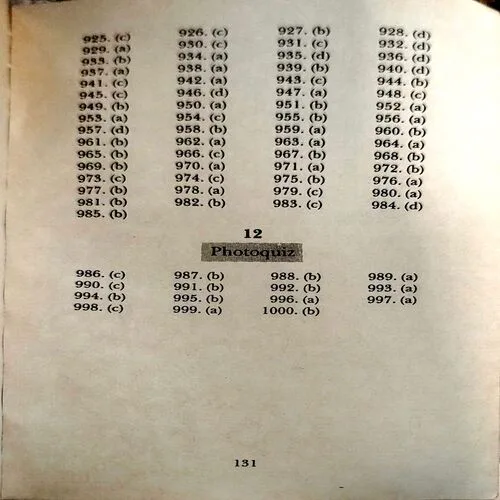 925. (c) 926. (c) 927. (b) 928. (d)
929. (a) 930. (c) 931. (c) 932. (d)
933. (b) 934. (a) 935. (d) 936. (d)
937. (a) 938. (a) 939. (b) 940. (d)
941. (c) 942. (a) 943. (c) 944. (b)
945. (c) 946. (d) 947. (a) 948. (c)
949. (b) 950. (a) 951. (b) 952. (a)
953. (a) 954. (c) 955. (b) 956. (a)
957. (d) 958. (b) 959. (a) 960. (b)
961. (b) 962. (a) 963. (a) 964. (a)
965. (b) 966. (c) 967. (b) 968. (b)
969. (b) 970. (a) 971. (a) 972. (b)
973. (c) 974. (c) 975. (b) 976. (a)
977. (b) 978. (a) 979. (c) 980. (a)
981. (b) 982. (b) 983. (c) 984. (d)
985. (b)
12
Photoquiz
986. (c) 987. (b) 988. (b) 989. (a)
990. (c) 991. (b) 992. (b) 993. (a)
994. (b) 995. (b) 996. (a) 997. (a)
998. (c) 999. (a) 1000. (b)
131